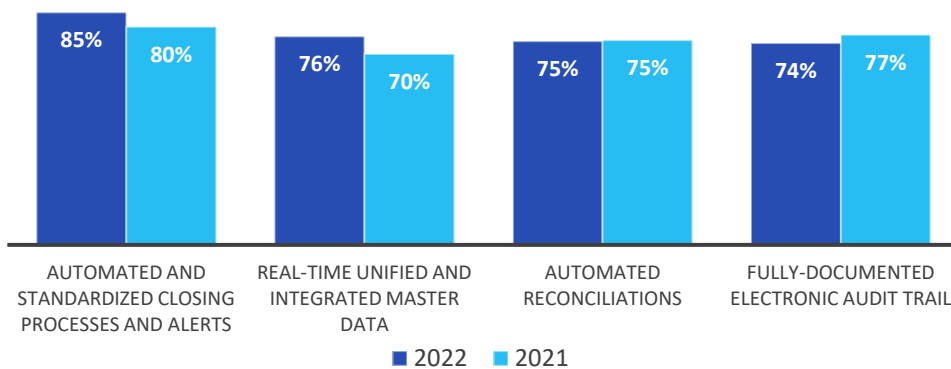 85%
80%
76%
70%
75%
75%
74%
77%
AUTOMATED AND
STANDARDIZED CLOSING
PROCESSES AND ALERTS
REAL-TIME UNIFIED AND
INTEGRATED MASTER
DATA
AUTOMATED
RECONCILIATIONS
FULLY-DOCUMENTED
ELECTRONIC AUDIT TRAIL
2022
2021